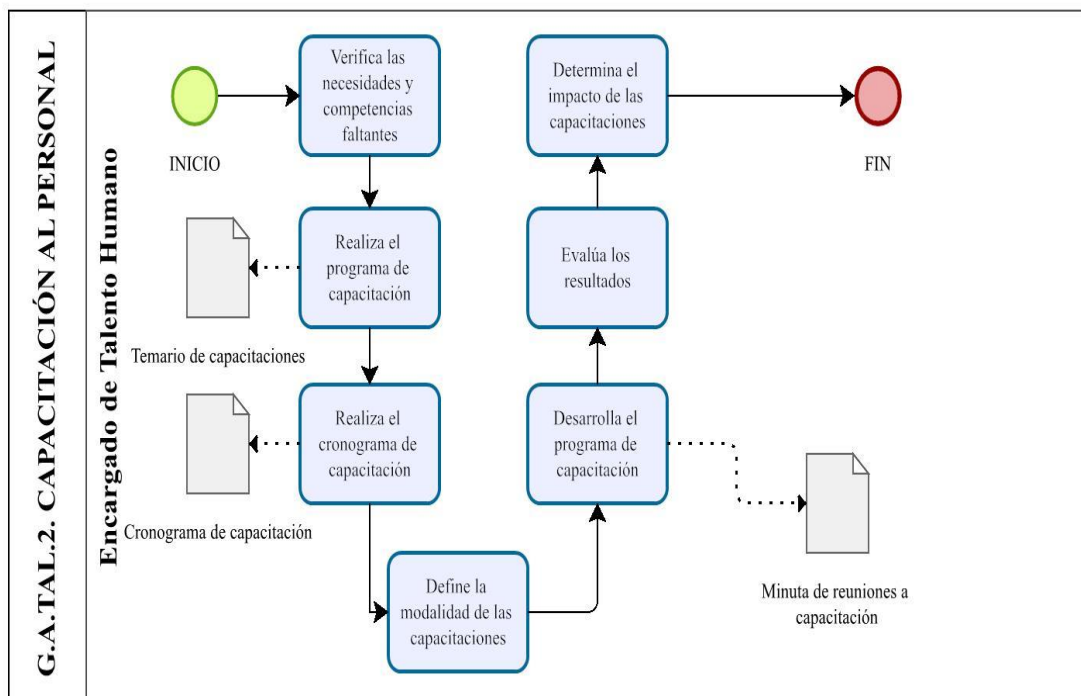 G.A.TAL.2. CAPACITACIÓN AL PERSONAL
Encargado de Talento Humano
INICIO
Verifica las
necesidades y
competencias
faltantes
Realiza el
programa de
capacitación
Temario de capacitaciones
Realiza el
cronograma de
capacitación
Cronograma de capacitación
Define la
modalidad de las
capacitaciones
Desarrolla el
programa de
capacitación
Minuta de reuniones a
capacitación
Evalúa los
resultados
Determina el
impacto de las
capacitaciones
FIN